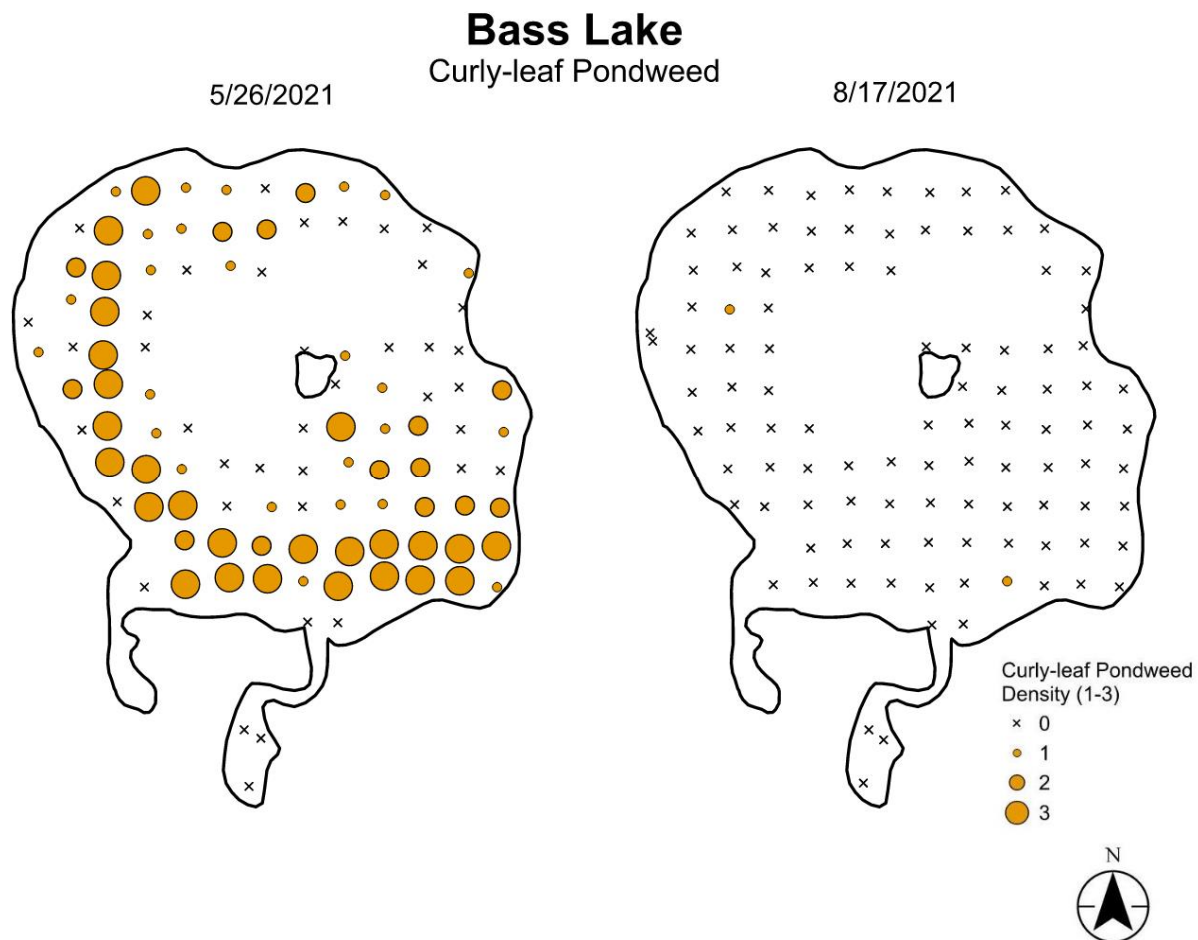 Bass Lake
Curly-leaf Pondweed
5/26/2021
8/17/2021
Curly-leaf Pondweed
Density (1-3)
0
1
2
3
N